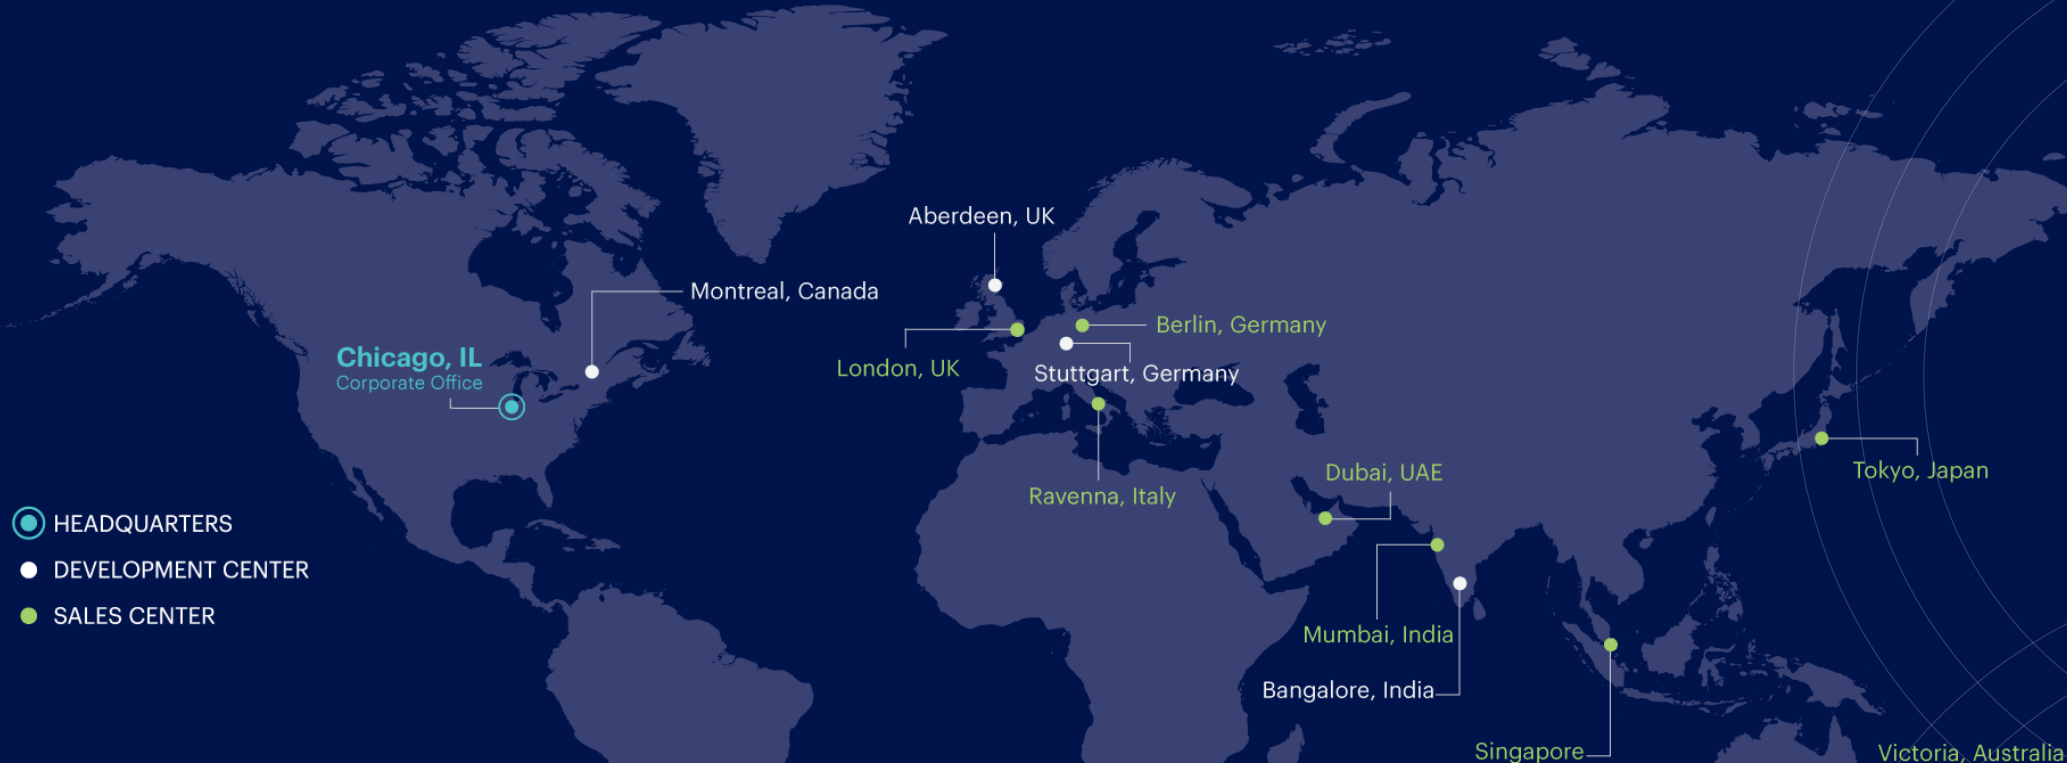 Aberdeen, UK
Montreal, Canada
Berlin, Germany
Chicago, IL
Corporate Office
London, UK
Stuttgart, Germany
Dubai, UAE
Tokyo, Japan
Ravenna, Italy
HEADQUARTERS
DEVELOPMENT CENTER
SALES CENTER
Mumbai, India
Bangalore, India
Singapore
Victoria, Australia